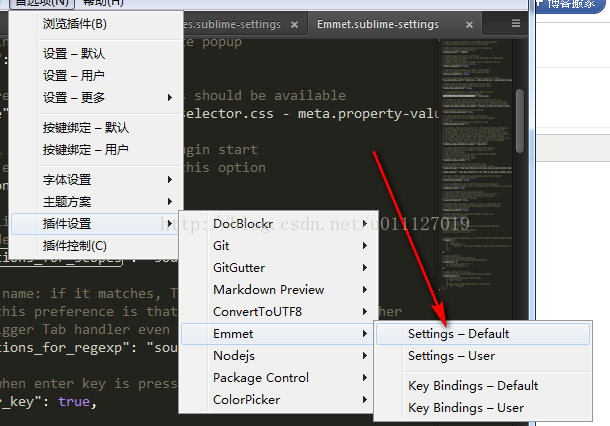 首选项(N) 帮助(H)
浏览插件(B)
设置 – 默认
设置 – 用户
设置 – 更多
按键绑定 – 默认
按键绑定 – 用户
字体设置
主题方案
插件设置
插件控制(C)
es.sublime-settings
Emmet.sublime-settings
博客搬家
te popup
s should be available
selector.css - meta.property-valu
gin start
this option
http://blog.csdn.net/u011127019
tions_for_scopes "sou
name: if it matches, T
this preference is that her
igger Tab handler even
tions_for_regexp": "sou
when enter key is press
r_key": true,
DocBlockr
Git
GitGutter
Markdown Preview
ConvertToUTF8
Emmet
Nodejs
Package Control
ColorPicker
Settings – Default
Settings – User
Key Bindings – Default
Key Bindings – User